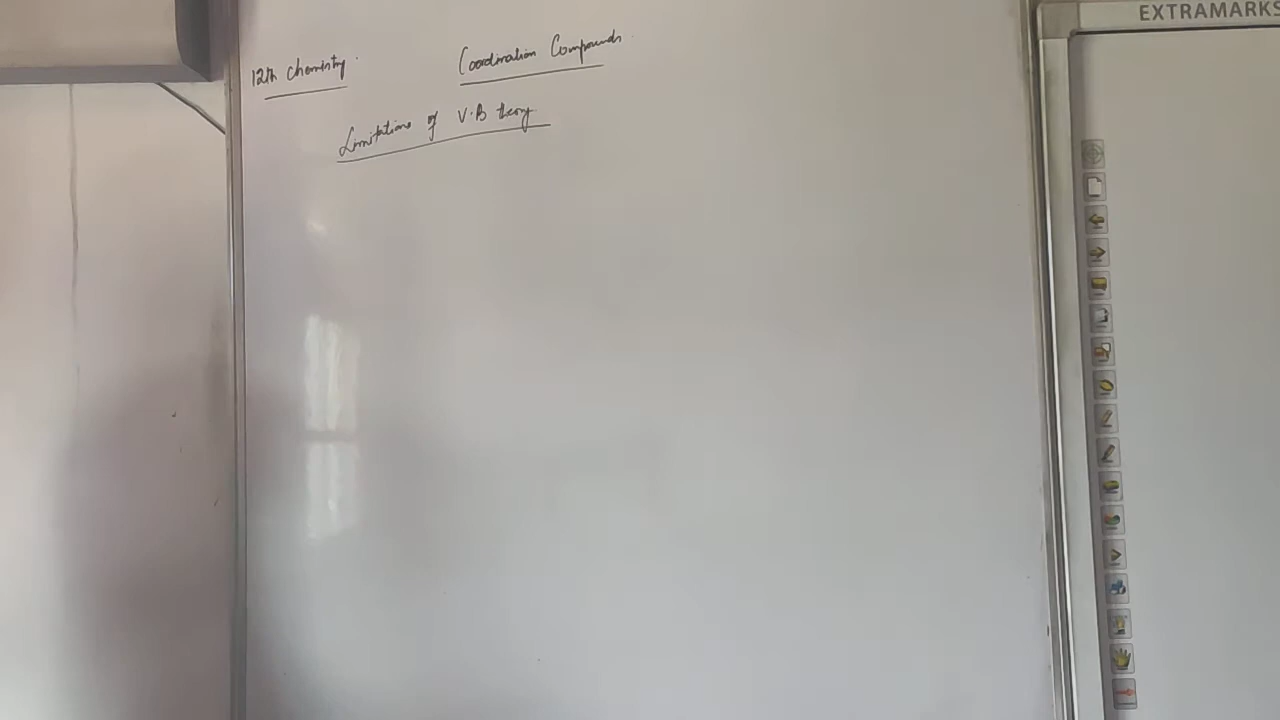 EXTRAMARKS
12th Chemistry. Coordination Compounds.
Limitations of V.B theory.